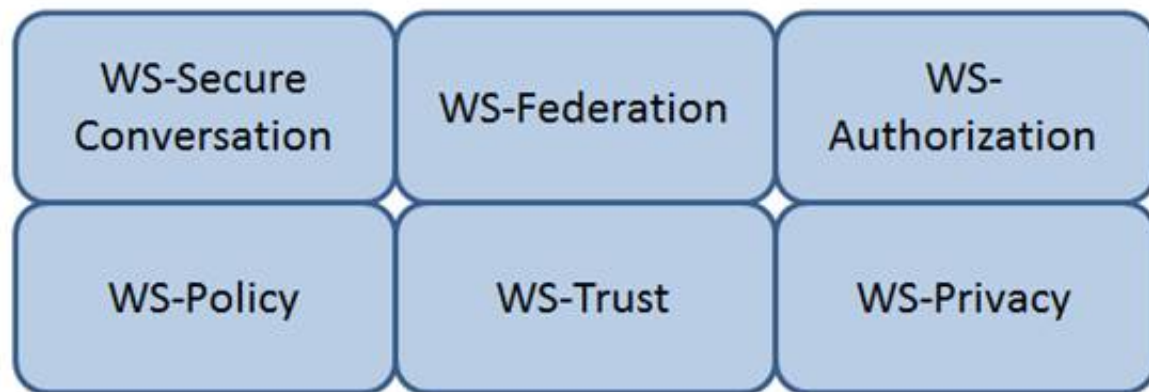 WS-Secure
Conversation
WS-Federation
WS-
Authorization
WS-Policy
WS-Trust
WS-Privacy